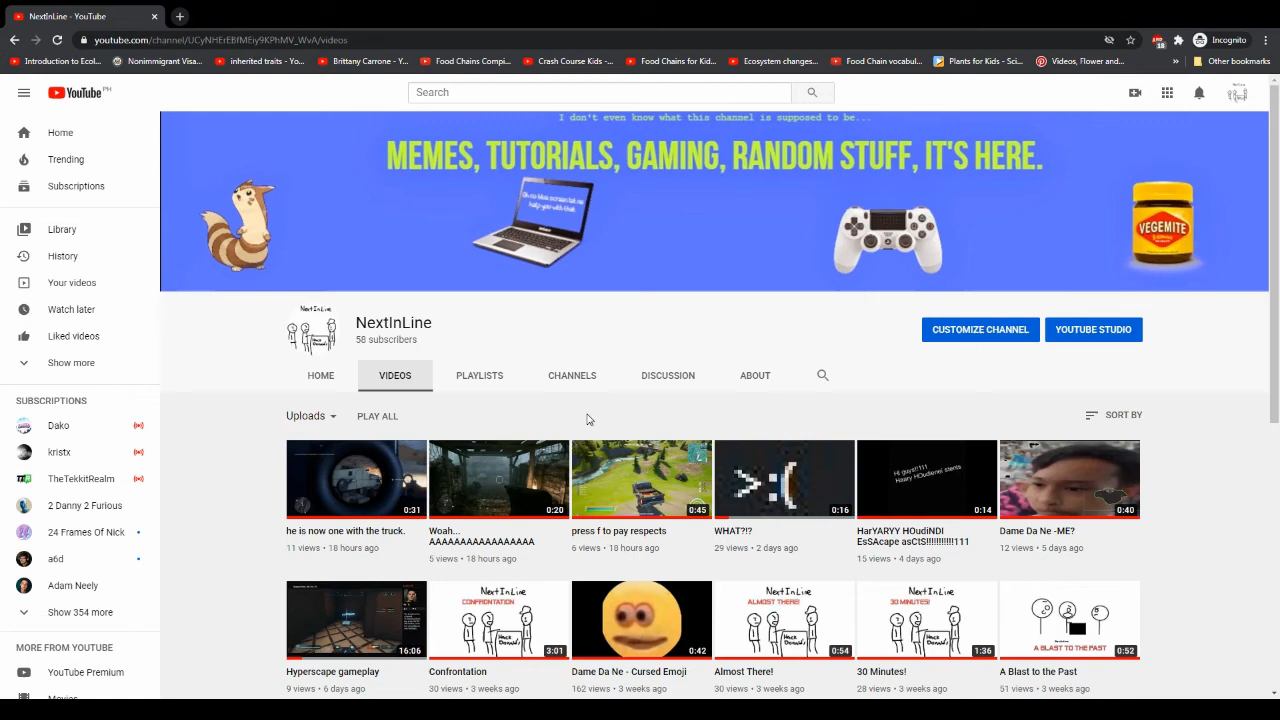 NextInLine - YouTube
youtube.com/channel/UCyNHErEBfMEiy9KPhMV_WvA/videos
Incognito
Introduction to Ecol...
Nonimmigrant Visa...
inherited traits - Yo...
Brittany Carrone - Y...
Food Chains Compi...
Crash Course Kids -...
Food Chains for Kid...
Ecosystem changes...
Food Chain vocabul...
Plants for Kids - Sci...
Videos, Flower and...
»
Other bookmarks
YouTube PH
Search
Home
Trending
Subscriptions
Library
History
Your videos
Watch later
Liked videos
Show more
SUBSCRIPTIONS
Dako
kristx
TheTekkitRealm
2 Danny 2 Furious
24 Frames Of Nick
a6d
Adam Neely
Show 354 more
MORE FROM YOUTUBE
YouTube Premium
Movies
I don't even know what this channel is supposed to be...
MEMES, TUTORIALS, GAMING, RANDOM STUFF, IT'S HERE.
VEGEMITE
NextInLine
NextInLine
58 subscribers
CUSTOMIZE CHANNEL
YOUTUBE STUDIO
HOME
VIDEOS
PLAYLISTS
CHANNELS
DISCUSSION
ABOUT
Uploads
PLAY ALL
SORT BY
0:31
he is now one with the truck.
11 views • 18 hours ago
0:20
Woah...
AAAAAAAAAAAAAAAAA
5 views • 18 hours ago
0:45
press f to pay respects
6 views • 18 hours ago
>:(
0:16
WHAT?!?
29 views • 2 days ago
Hi guys!!111
Haary HOudienei stents
0:14
HarYARYY HOudiNDI
EsSAcape asCtS!!!!!!!!!!!111
15 views • 4 days ago
0:40
Dame Da Ne -ME?
12 views • 5 days ago
16:06
Hyperscape gameplay
9 views • 6 days ago
NextInLine
CONFRONTATION
3:01
Confrontation
30 views • 3 weeks ago
0:42
Dame Da Ne - Cursed Emoji
162 views • 3 weeks ago
NextInLine
ALMOST THERE!
0:54
Almost There!
30 views • 3 weeks ago
NextInLine
30 MINUTES!
1:36
30 Minutes!
28 views • 3 weeks ago
A BLAST TO THE PAST
0:52
A Blast to the Past
51 views • 3 weeks ago